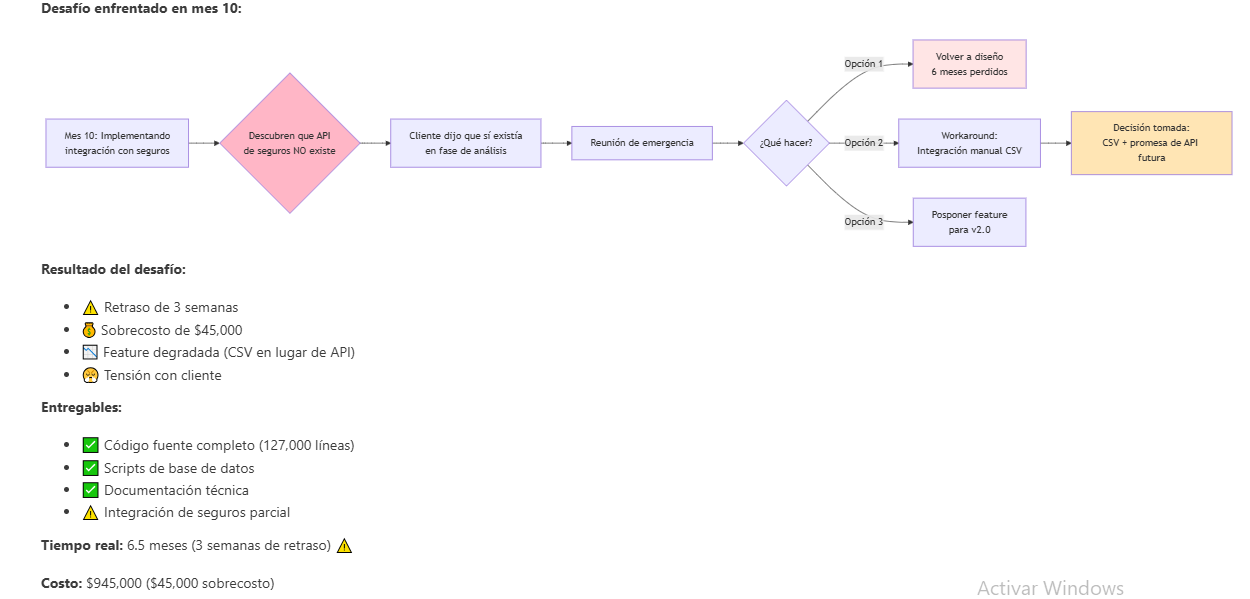 Desafío enfrentado en mes 10:
Mes 10: Implementando
integración con seguros
Descubren que API
de seguros NO existe
Cliente dijo que sí existía
en fase de análisis
Reunión de emergencia
¿Qué hacer?
Opción 1
Volver a diseño
6 meses perdidos
Opción 2
Workaround:
Integración manual CSV
Decisión tomada:
CSV + promesa de API
futura
Opción 3
Posponer feature
para v2.0
Resultado del desafío:
Retraso de 3 semanas
Sobrecosto de $45,000
Feature degradada (CSV en lugar de API)
Tensión con cliente
Entregables:
Código fuente completo (127,000 líneas)
Scripts de base de datos
Documentación técnica
Integración de seguros parcial
Tiempo real: 6.5 meses (3 semanas de retraso)
Costo: $945,000 ($45,000 sobrecosto)
Activar Windows